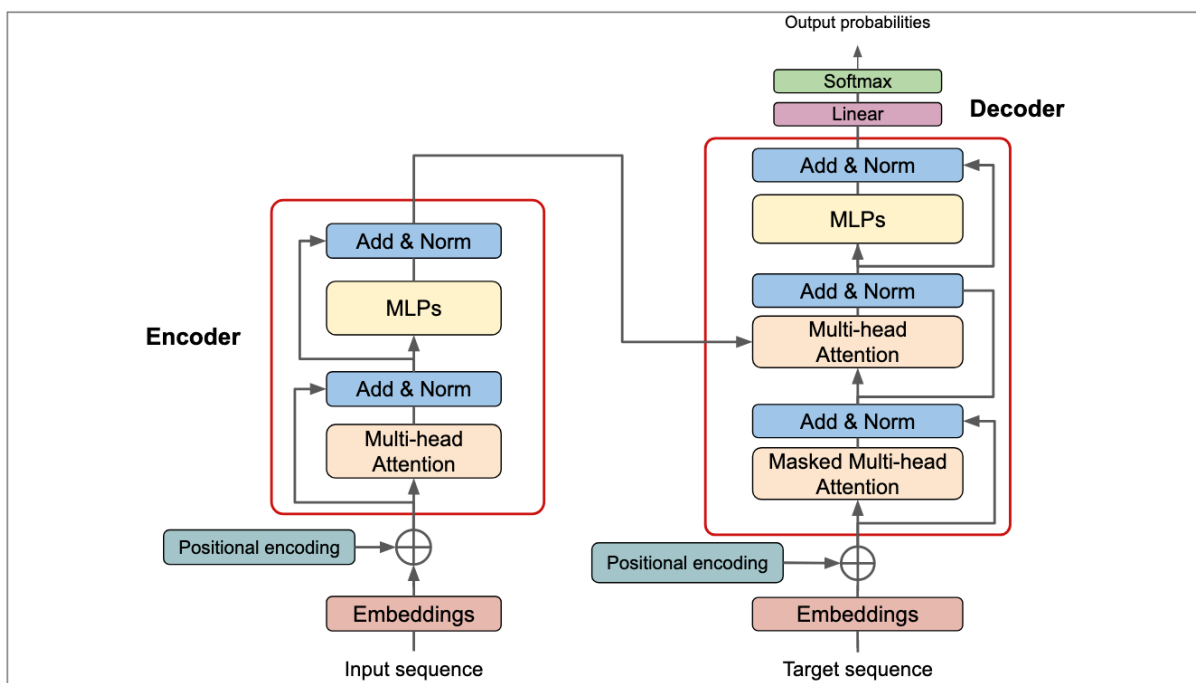 Output probabilities
Softmax
Linear
Decoder
Add & Norm
MLPs
Add & Norm
Multi-head
Attention
Add & Norm
Masked Multi-head
Attention
Positional encoding
Embeddings
Target sequence
Encoder
Add & Norm
MLPs
Add & Norm
Multi-head
Attention
Positional encoding
Embeddings
Input sequence